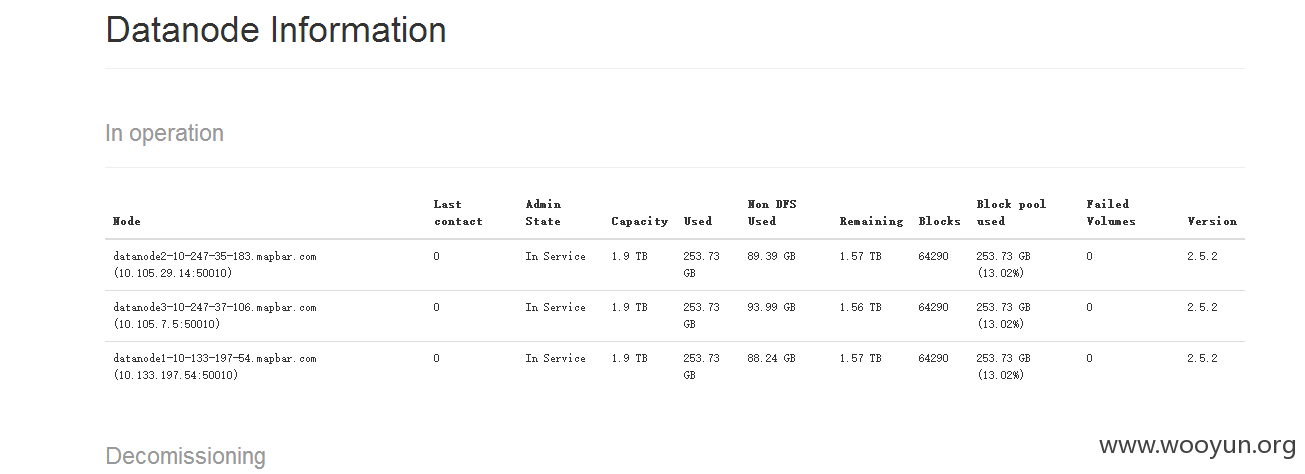 Datanode Information
In operation
Node Last contact Admin State Capacity Used Non DFS Used Remaining Blocks Block pool used Failed Volumes Version
datanode2-10-247-35-183.mapbar.com (10.105.29.14:50010) 0 In Service 1.9 TB 253.73 GB 89.39 GB 1.57 TB 64290 253.73 GB (13.02%) 0 2.5.2
datanode3-10-247-37-106.mapbar.com (10.105.7.5:50010) 0 In Service 1.9 TB 253.73 GB 93.99 GB 1.56 TB 64290 253.73 GB (13.02%) 0 2.5.2
datanode1-10-133-197-54.mapbar.com (10.133.197.54:50010) 0 In Service 1.9 TB 253.73 GB 88.24 GB 1.57 TB 64290 253.73 GB (13.02%) 0 2.5.2
Decomissioning
www.wooyun.org